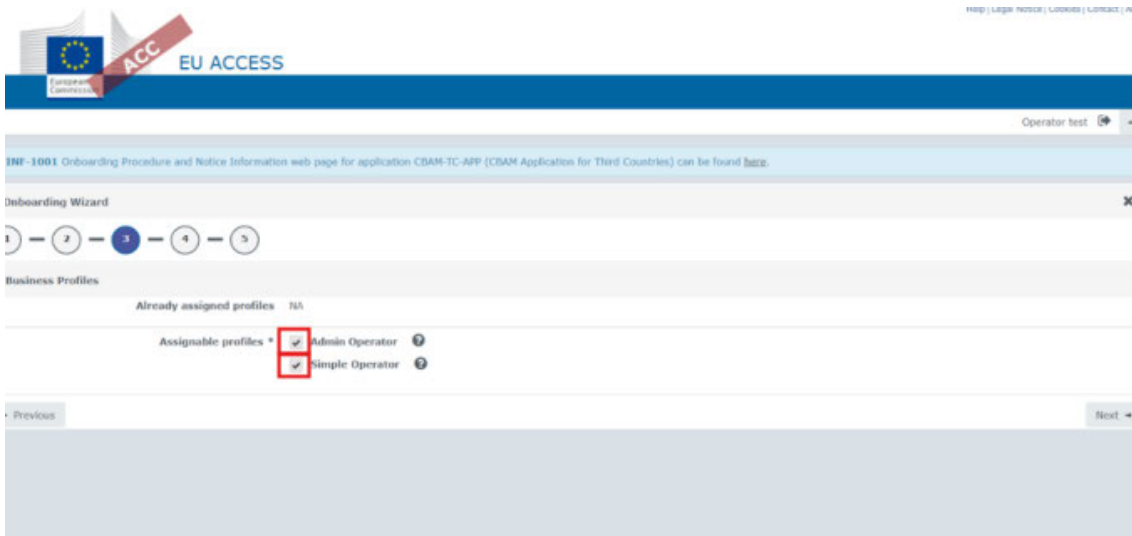 Help | Legal Notice | Cookies | Contact |
ACC
EU ACCESS
European
Commission
Operator test
INF-1001 Onboarding Procedure and Notice Information web page for application CBAM-TC-APP (CBAM Application for Third Countries) can be found here.
Onboarding Wizard
1 2 3 4 5
Business Profiles
Already assigned profiles NA
Assignable profiles * Admin Operator
Simple Operator
Previous
Next